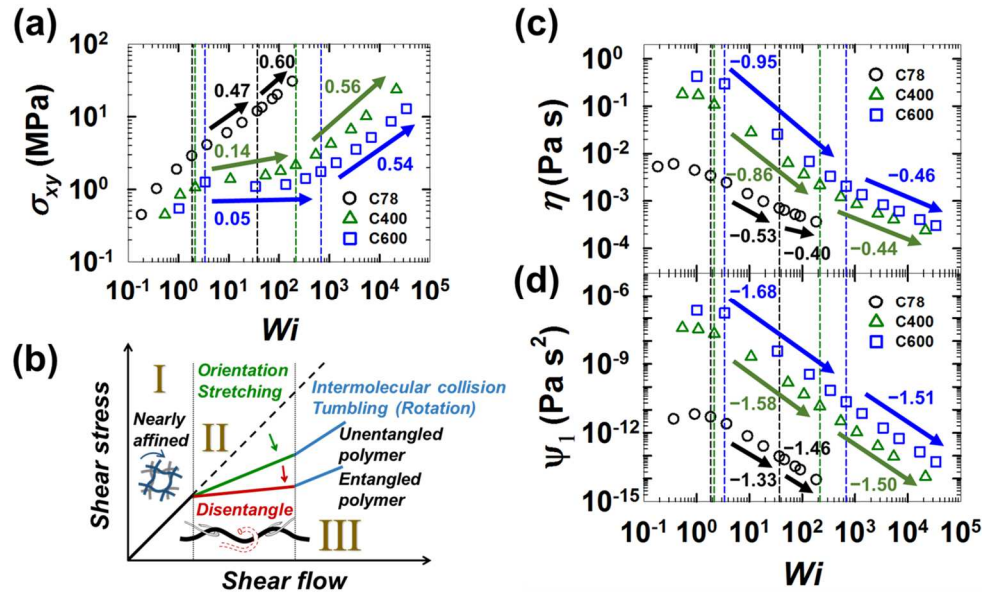 (a)
σxy (MPa)
10²
10¹
10⁰
10⁻¹
0.47
0.60
0.14
0.56
0.05
0.54
C78
C400
C600
10⁻¹ 10⁰ 10¹ 10² 10³ 10⁴ 10⁵
Wi
(b)
Shear stress
I
Nearly
affined
II
Orientation
Stretching
Intermolecular collision
Tumbling (Rotation)
Unentangled
polymer
Entangled
polymer
Disentangle
III
Shear flow
(c)
η (Pa s)
10⁰
10⁻¹
10⁻²
10⁻³
10⁻⁴
−0.95
−0.86
−0.53
−0.40
−0.46
−0.44
C78
C400
C600
(d)
Ψ₁ (Pa s²)
10⁻⁶
10⁻⁹
10⁻¹²
10⁻¹⁵
−1.68
−1.58
−1.33
−1.46
−1.51
−1.50
C78
C400
C600
10⁻¹ 10⁰ 10¹ 10² 10³ 10⁴ 10⁵
Wi